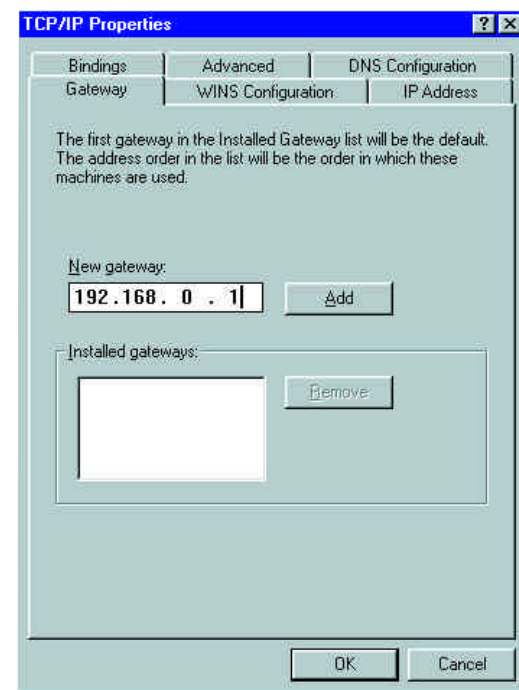 TCP/IP Properties
Bindings Advanced DNS Configuration
Gateway WINS Configuration IP Address
The first gateway in the Installed Gateway list will be the default.
The address order in the list will be the order in which these
machines are used.
New gateway:
192.168. 0 . 1
Add
Installed gateways:
Remove
OK Cancel